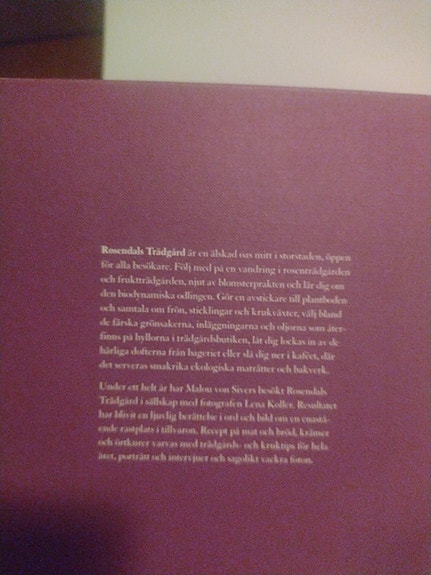 Rosendals Trädgård är en älskad oas mitt i storstaden, öppen
för alla besökare. Följ med på en vandring i rosenträdgården
och fruktträdgården, njut av blomsterprakten och lär dig om
den biodynamiska odlingen. Gör en avstickare till plantboden
och samtala om frön, sticklingar och krukväxter, välj bland
de färska grönsakerna, inläggningarna och oljorna som åter-
finns på hyllorna i trädgårdsbutiken, låt dig lockas in av de
härliga dofterna från bageriet eller slå dig ner i kaféet, där
det serveras smakrika ekologiska maträtter och bakverk.
Under ett helt år har Malou von Sivers besökt Rosendals
Trädgård i sällskap med fotografen Lena Koller. Resultatet
har blivit en ljuvlig berättelse i ord och bild om en enastå-
ende rastplats i tillvaron. Recept på mat och bröd, krämer
och örtkurer varvas med trädgårds- och kruktips för hela
året, porträtt och intervjuer och sagolikt vackra foton.